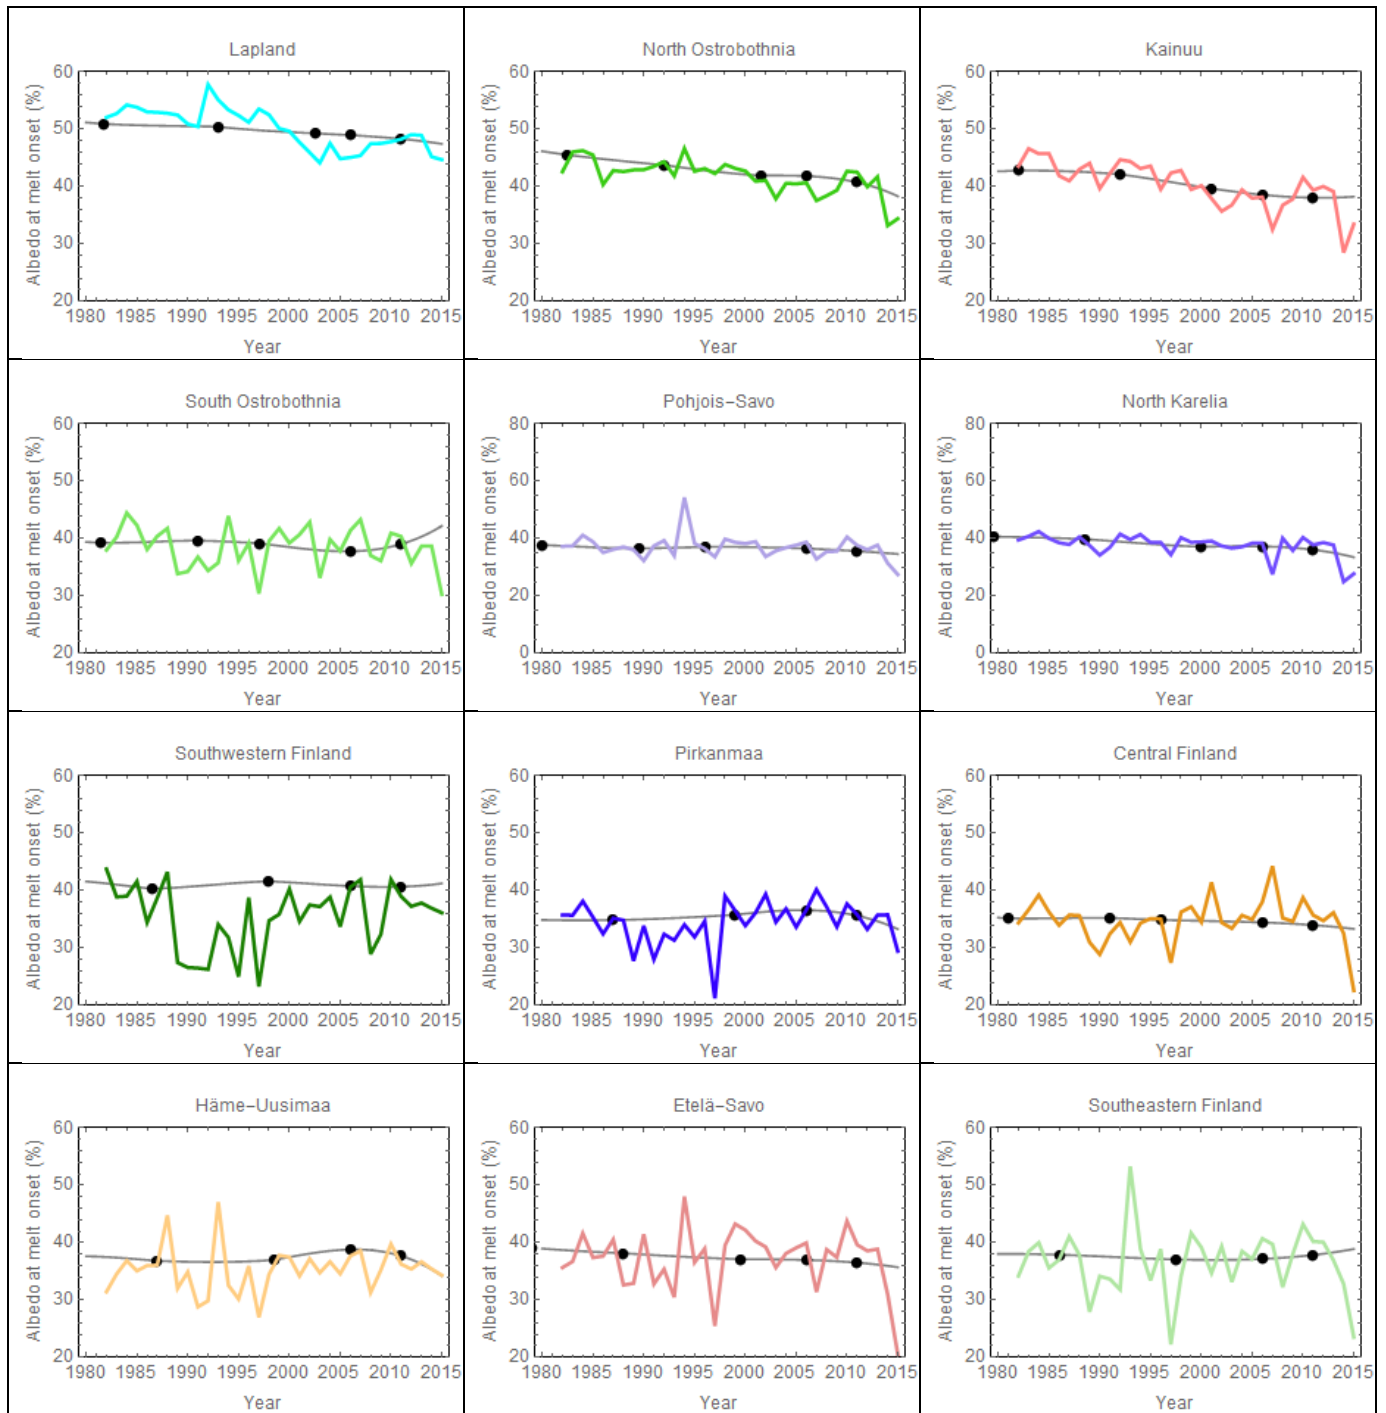 Lapland
Albedo at melt onset (%)
60
50
40
30
20
1980 1985 1990 1995 2000 2005 2010 2015
Year
North Ostrobothnia
Albedo at melt onset (%)
60
50
40
30
20
1980 1985 1990 1995 2000 2005 2010 2015
Year
Kainuu
Albedo at melt onset (%)
60
50
40
30
20
1980 1985 1990 1995 2000 2005 2010 2015
Year
South Ostrobothnia
Albedo at melt onset (%)
60
50
40
30
20
1980 1985 1990 1995 2000 2005 2010 2015
Year
Pohjois–Savo
Albedo at melt onset (%)
80
60
40
20
0
1980 1985 1990 1995 2000 2005 2010 2015
Year
North Karelia
Albedo at melt onset (%)
80
60
40
20
0
1980 1985 1990 1995 2000 2005 2010 2015
Year
Southwestern Finland
Albedo at melt onset (%)
60
50
40
30
20
1980 1985 1990 1995 2000 2005 2010 2015
Year
Pirkanmaa
Albedo at melt onset (%)
60
50
40
30
20
1980 1985 1990 1995 2000 2005 2010 2015
Year
Central Finland
Albedo at melt onset (%)
60
50
40
30
20
1980 1985 1990 1995 2000 2005 2010 2015
Year
Häme–Uusimaa
Albedo at melt onset (%)
60
50
40
30
20
1980 1985 1990 1995 2000 2005 2010 2015
Year
Etelä–Savo
Albedo at melt onset (%)
60
50
40
30
20
1980 1985 1990 1995 2000 2005 2010 2015
Year
Southeastern Finland
Albedo at melt onset (%)
60
50
40
30
20
1980 1985 1990 1995 2000 2005 2010 2015
Year